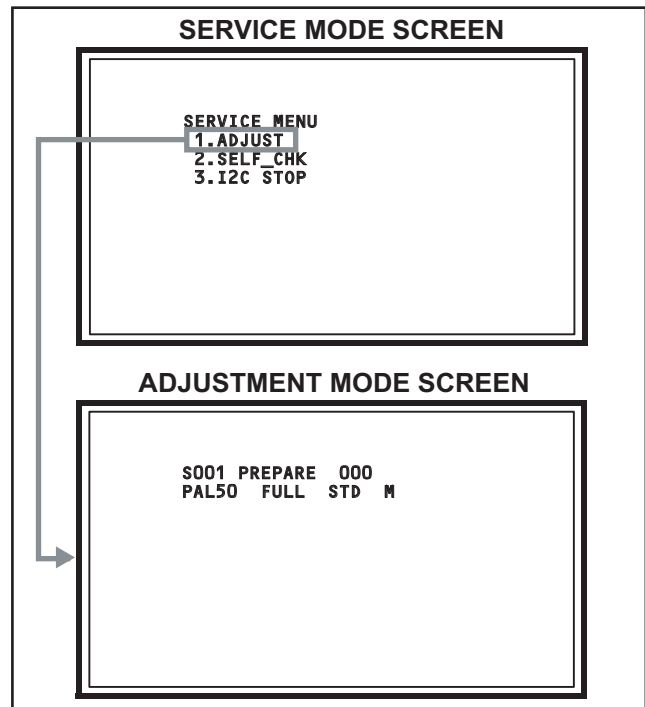 SERVICE MODE SCREEN
SERVICE MENU
1.ADJUST
2.SELF_CHK
3.I2C STOP
ADJUSTMENT MODE SCREEN
S001 PREPARE 000
PAL50 FULL STD M